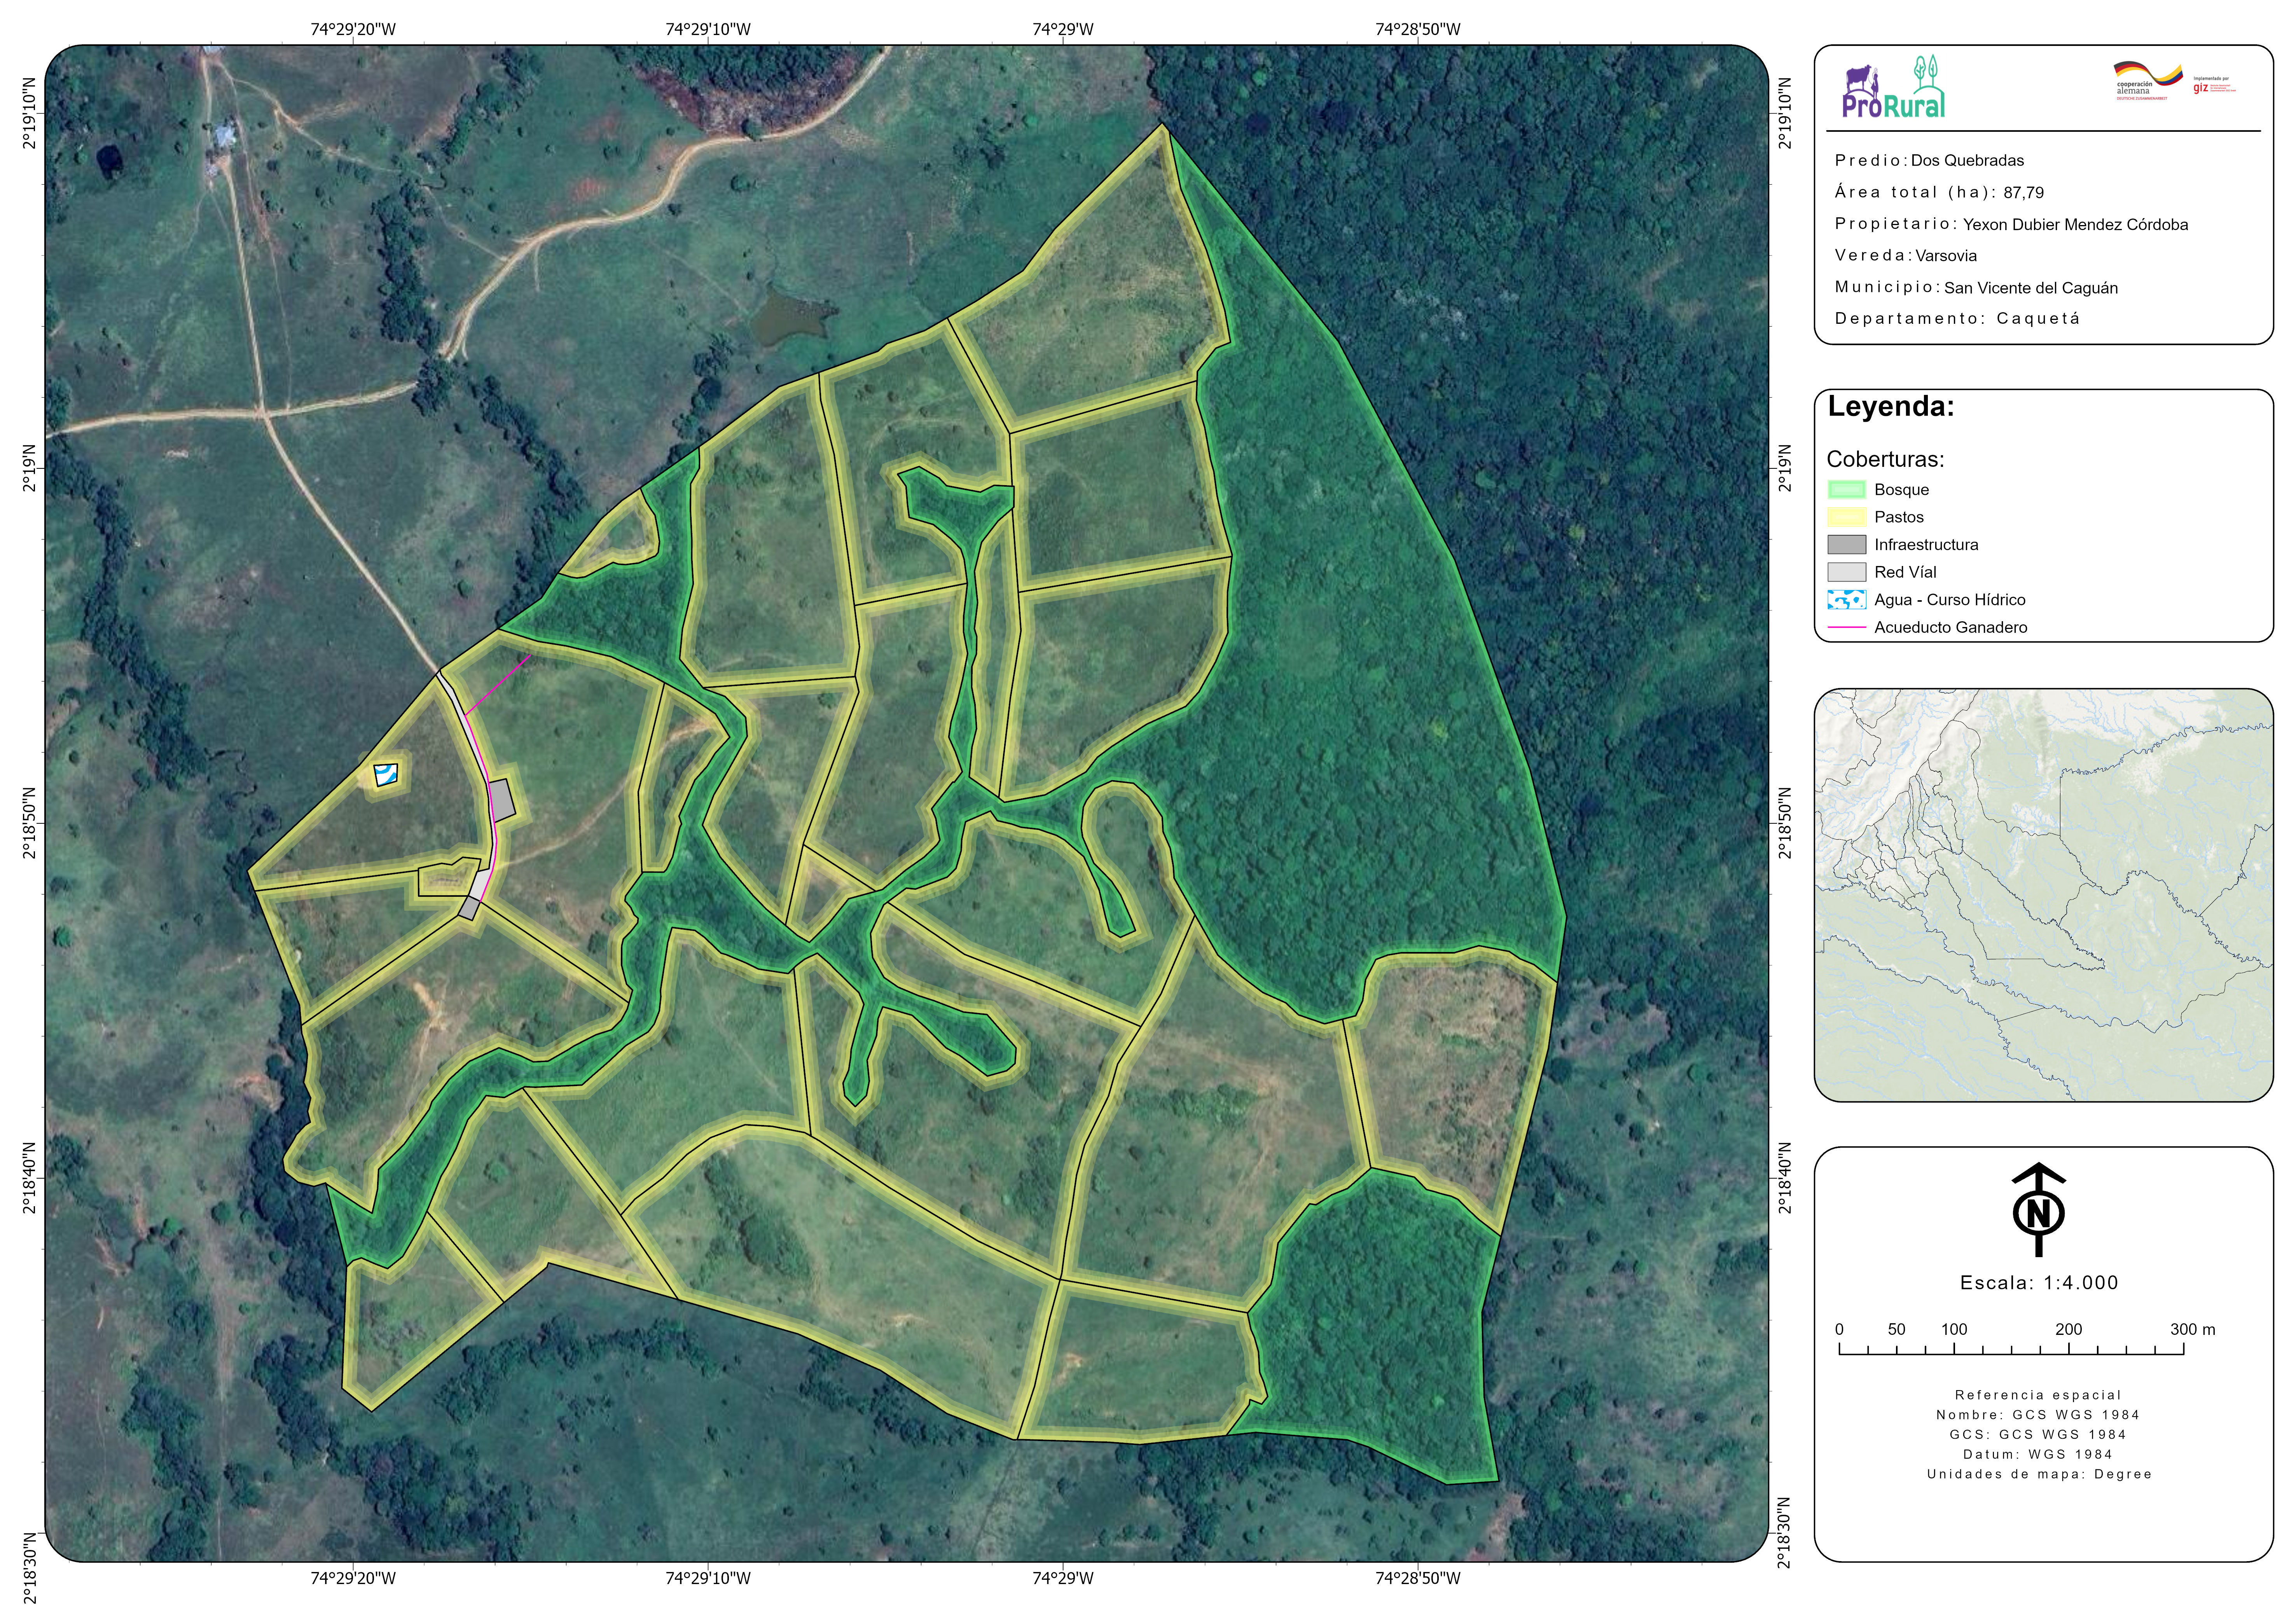 74°29'20"W 74°29'10"W 74°29'W 74°28'50"W
2°19'10"N 2°19'10"N
2°19'N 2°19'N
2°18'50"N 2°18'50"N
2°18'40"N 2°18'40"N
2°18'30"N 2°18'30"N
74°29'20"W 74°29'10"W 74°29'W 74°28'50"W
ProRural
cooperación
alemana
DEUTSCHE ZUSAMMENARBEIT
Implementada por
giz
Predio: Dos Quebradas
Área total (ha): 87,79
Propietario: Yexon Dubier Mendez Córdoba
Vereda: Varsovia
Municipio: San Vicente del Caguán
Departamento: Caquetá
Leyenda:
Coberturas:
Bosque
Pastos
Infraestructura
Red Víal
Agua - Curso Hídrico
Acueducto Ganadero
N
Escala: 1:4.000
0 50 100 200 300 m
Referencia espacial
Nombre: GCS WGS 1984
GCS: GCS WGS 1984
Datum: WGS 1984
Unidades de mapa: Degree